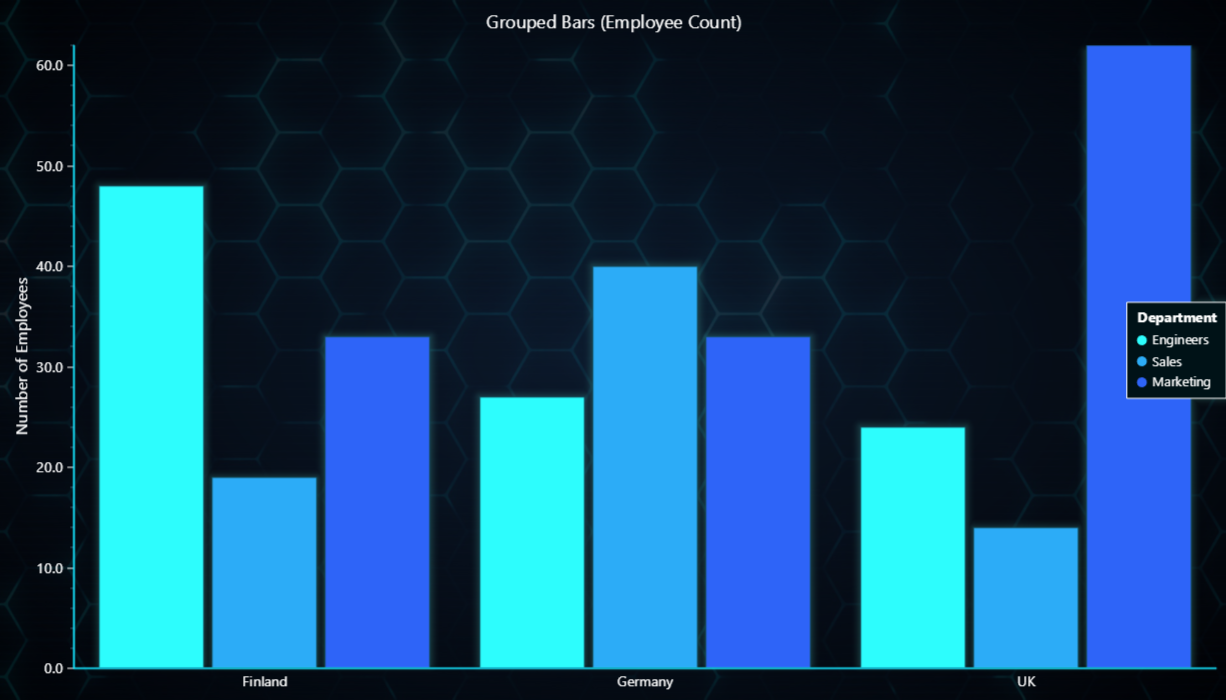 Grouped Bars (Employee Count)
Number of Employees
60.0
50.0
40.0
30.0
20.0
10.0
0.0
Finland
Germany
UK
Department
Engineers
Sales
Marketing